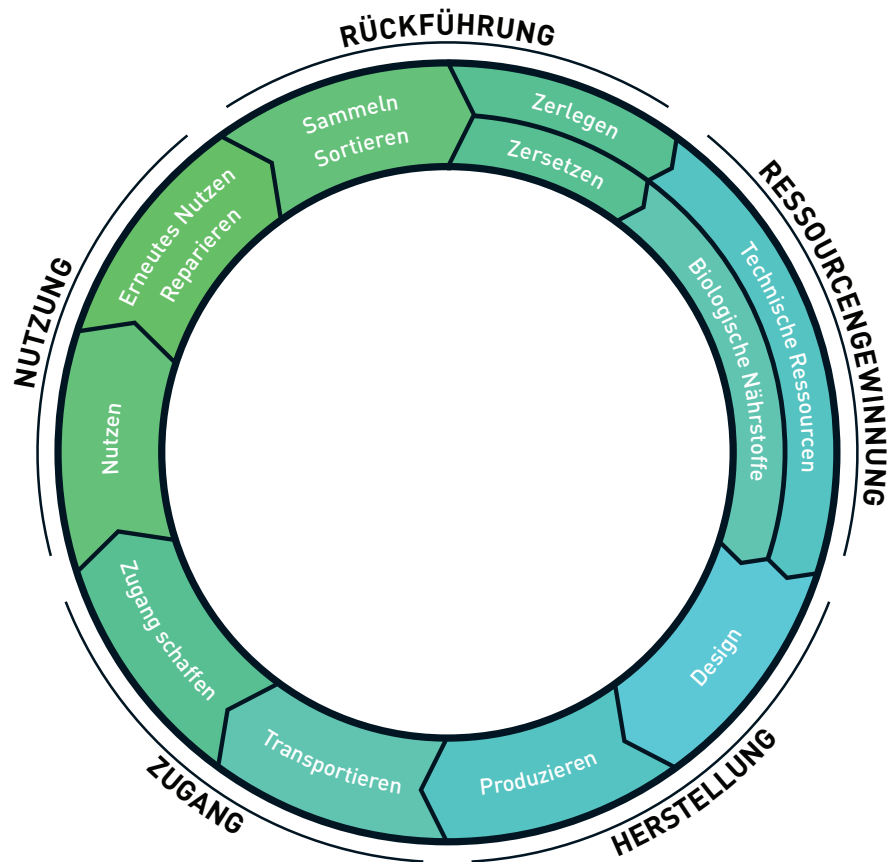 RÜCKFÜHRUNG
Sammeln
Sortieren
Zerlegen
Zersetzen
RESSOURCENGEWINNUNG
Technische Ressourcen
Biologische Nährstoffe
HERSTELLUNG
Design
Produzieren
ZUGANG
Transportieren
Zugang schaffen
NUTZUNG
Nutzen
Erneutes Nutzen
Reparieren